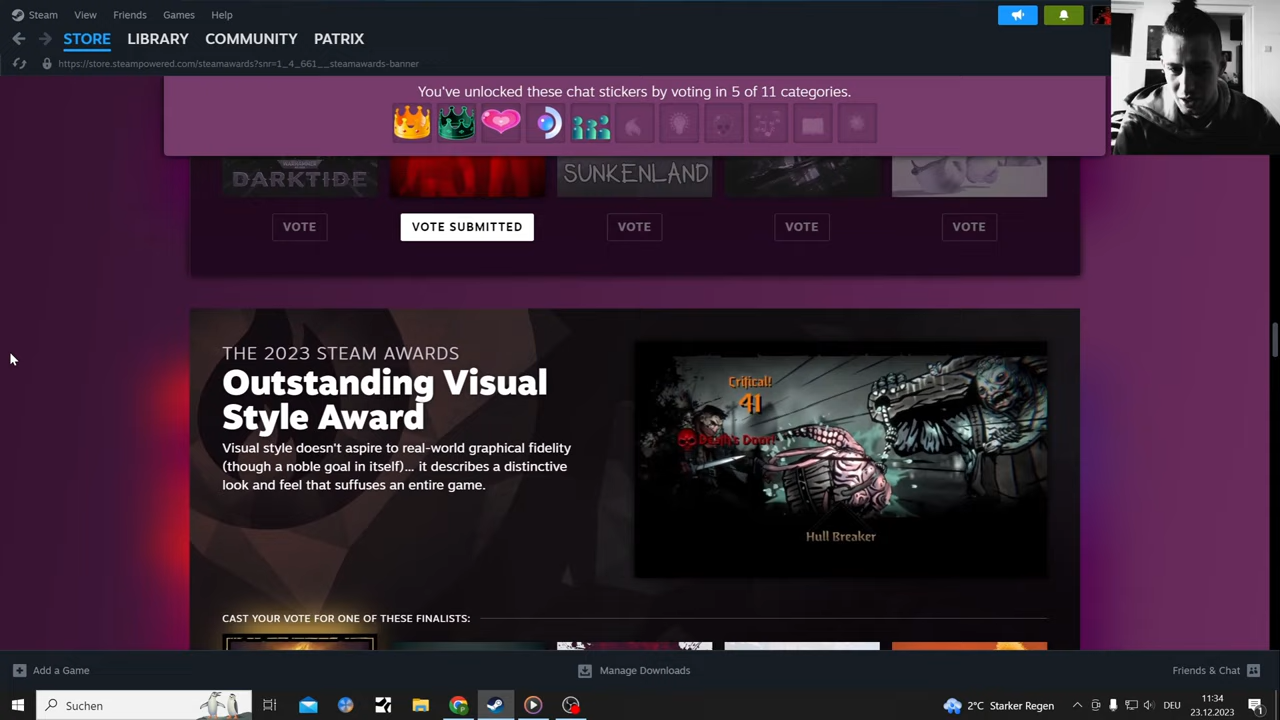 Steam View Friends Games Help
STORE LIBRARY COMMUNITY PATRIX
https://store.steampowered.com/steamawards?snr=1_4_661__steamawards-banner
You've unlocked these chat stickers by voting in 5 of 11 categories.
DARKTIDE
SUNKENLAND
VOTE
VOTE SUBMITTED
VOTE
VOTE
VOTE
THE 2023 STEAM AWARDS
Outstanding Visual
Style Award
Visual style doesn't aspire to real-world graphical fidelity
(though a noble goal in itself)... it describes a distinctive
look and feel that suffuses an entire game.
Critical!
41
Death's Door!
Hull Breaker
CAST YOUR VOTE FOR ONE OF THESE FINALISTS:
Add a Game
Manage Downloads
Friends & Chat
Suchen
2°C Starker Regen
DEU
11:34
23.12.2023